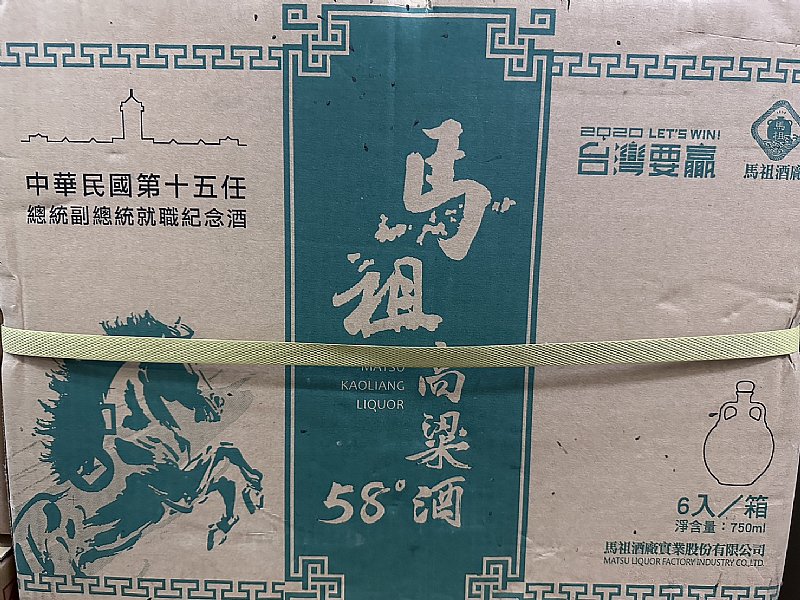 中華民國第十五任
總統副總統就職紀念酒
馬祖
高粱酒
MATSU
KAOLIANG
LIQUOR
58°
2020 LET'S WIN!
台灣要贏
馬祖
馬祖酒廠
6入／箱
淨含量：750ml
馬祖酒廠實業股份有限公司
MATSU LIQUOR FACTORY INDUSTRY CO.,LTD.